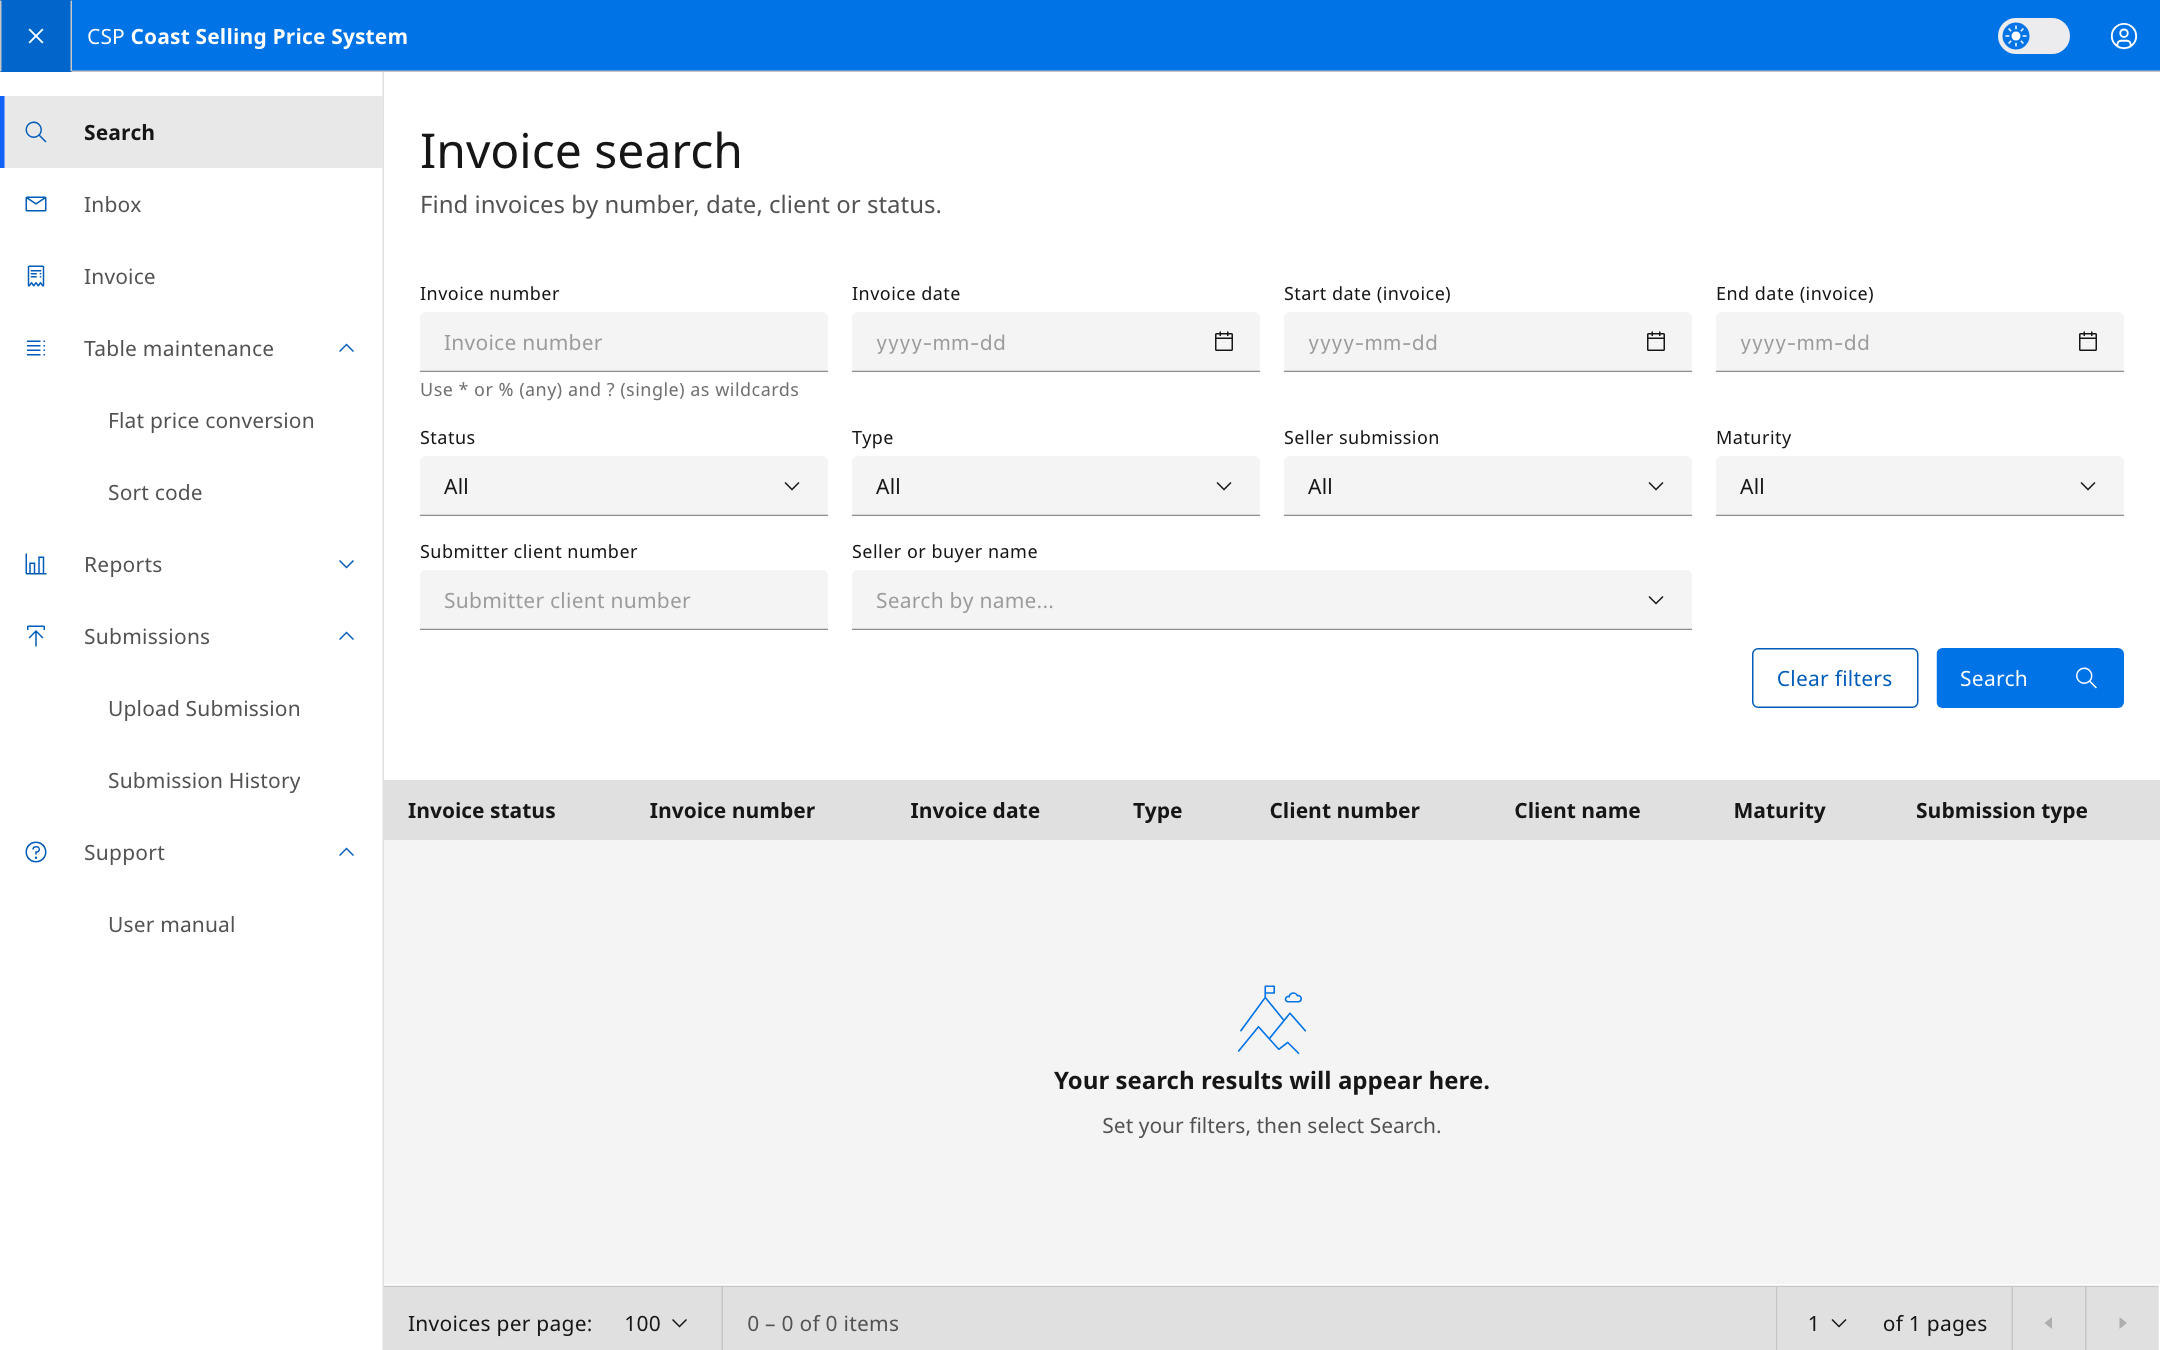 CSP Coast Selling Price System
Search
Inbox
Invoice
Table maintenance
Flat price conversion
Sort code
Reports
Submissions
Upload Submission
Submission History
Support
User manual
Invoice search
Find invoices by number, date, client or status.
Invoice number
Invoice date
Start date (invoice)
End date (invoice)
Invoice number
yyyy-mm-dd
yyyy-mm-dd
yyyy-mm-dd
Use * or % (any) and ? (single) as wildcards
Status
Type
Seller submission
Maturity
All
All
All
All
Submitter client number
Seller or buyer name
Submitter client number
Search by name...
Clear filters
Search
Invoice status Invoice number Invoice date Type Client number Client name Maturity Submission type
Your search results will appear here.
Set your filters, then select Search.
Invoices per page: 100 0 – 0 of 0 items 1 of 1 pages